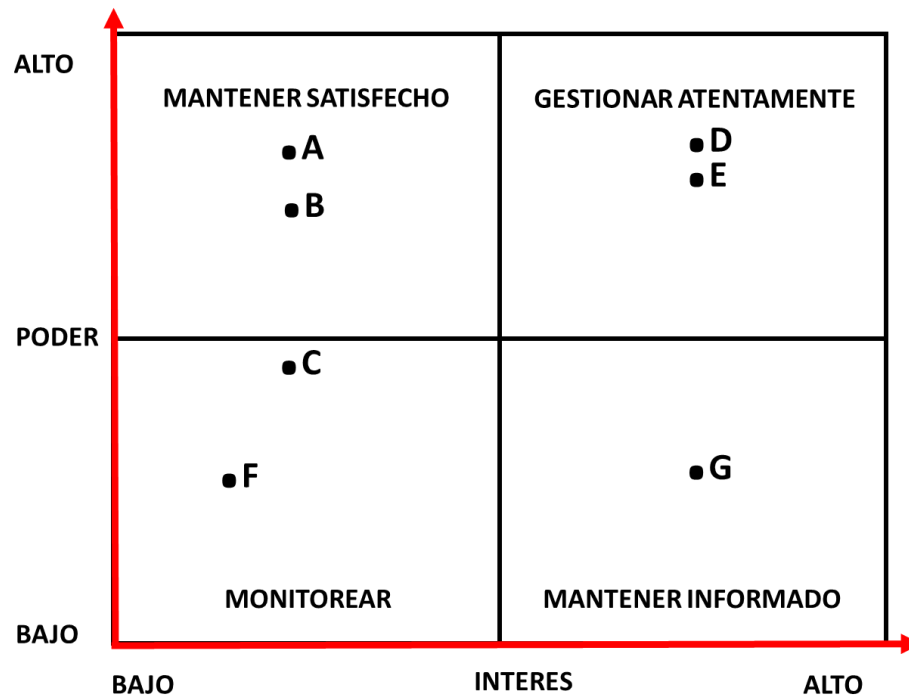 ALTO
MANTENER SATISFECHO
GESTIONAR ATENTAMENTE
A
D
E
B
PODER
C
F
G
MONITOREAR
MANTENER INFORMADO
BAJO
BAJO
INTERES
ALTO